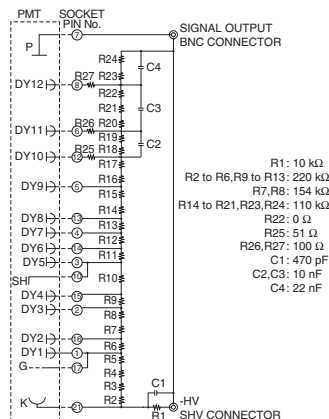 PMT SOCKET
PIN No.
P
7
SIGNAL OUTPUT
BNC CONNECTOR
R24
C4
R27 R23
DY12
8
R22
R21
C3
R26 R20
DY11
6
R19
R25 R18
C2
DY10
12
R17
R16
DY9
5
R15
R14
DY8
13
R13
DY7
4
R12
DY6
14
R11
DY5
3
SHI
10
R10
DY4
15
R9
DY3
2
R8
R7
DY2
16
R6
DY1
1
R5
G
17
R4
R3
C1
R2
K
21
R1
-HV
SHV CONNECTOR
R1: 10 kΩ
R2 to R6,R9 to R13: 220 kΩ
R7,R8: 154 kΩ
R14 to R21,R23,R24: 110 kΩ
R22: 0 Ω
R25: 51 Ω
R26,R27: 100 Ω
C1: 470 pF
C2,C3: 10 nF
C4: 22 nF